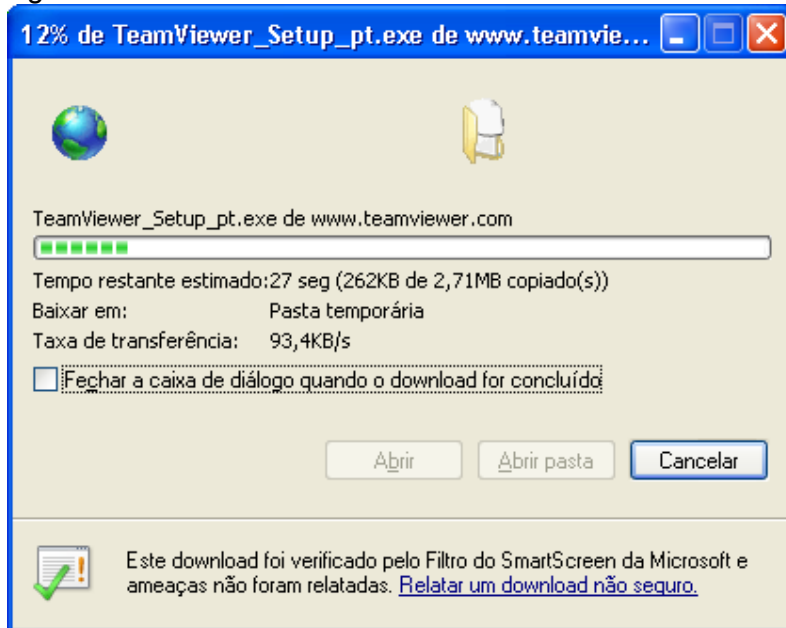 12% de TeamViewer_Setup_pt.exe de www.teamvie...
TeamViewer_Setup_pt.exe de www.teamviewer.com
Tempo restante estimado:27 seg (262KB de 2,71MB copiado(s))
Baixar em: Pasta temporária
Taxa de transferência: 93,4KB/s
Fechar a caixa de diálogo quando o download for concluído
Abrir Abrir pasta Cancelar
Este download foi verificado pelo Filtro do SmartScreen da Microsoft e
ameaças não foram relatadas. Relatar um download não seguro.